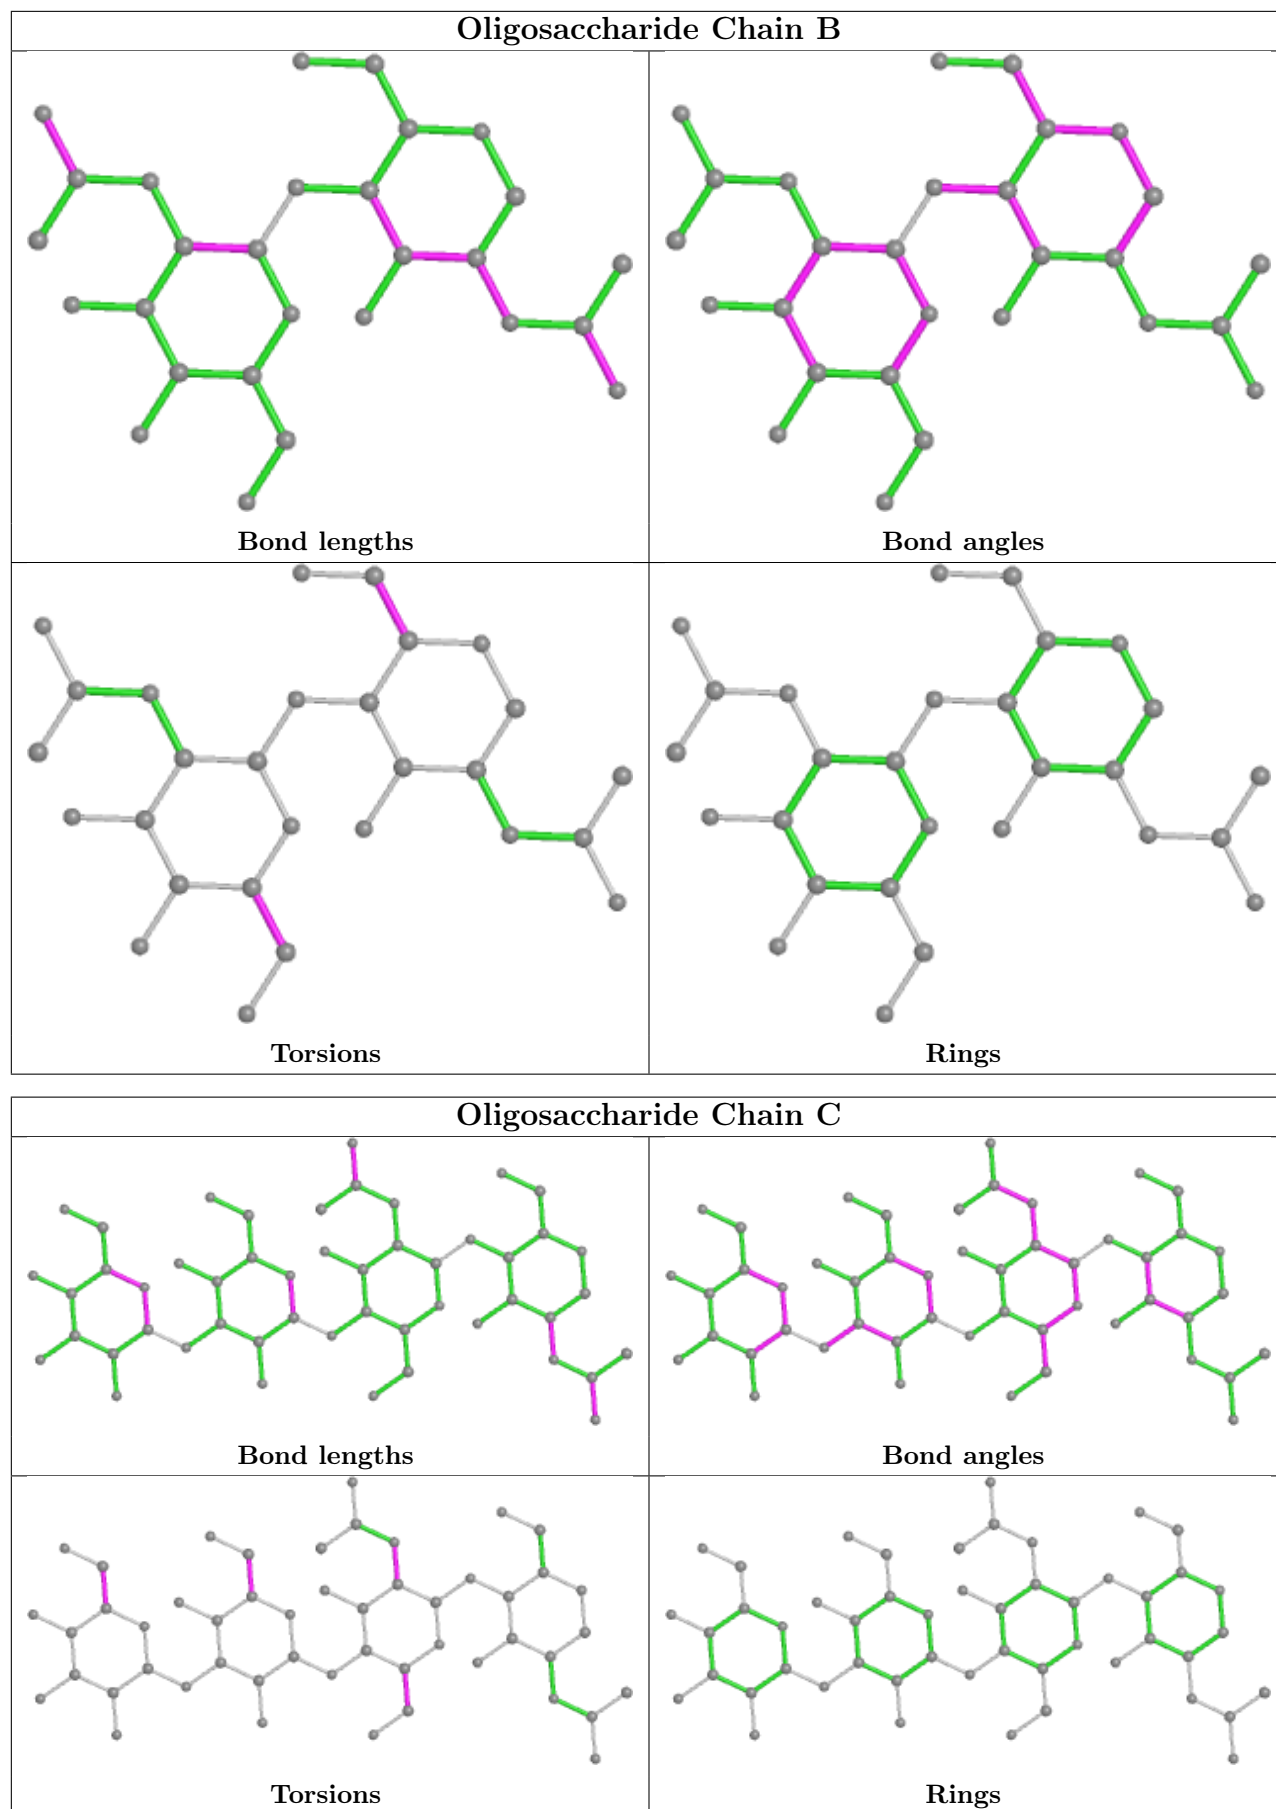 Oligosaccharide Chain B
Bond lengths
Bond angles
Torsions
Rings
Oligosaccharide Chain C
Bond lengths
Bond angles
Torsions
Rings